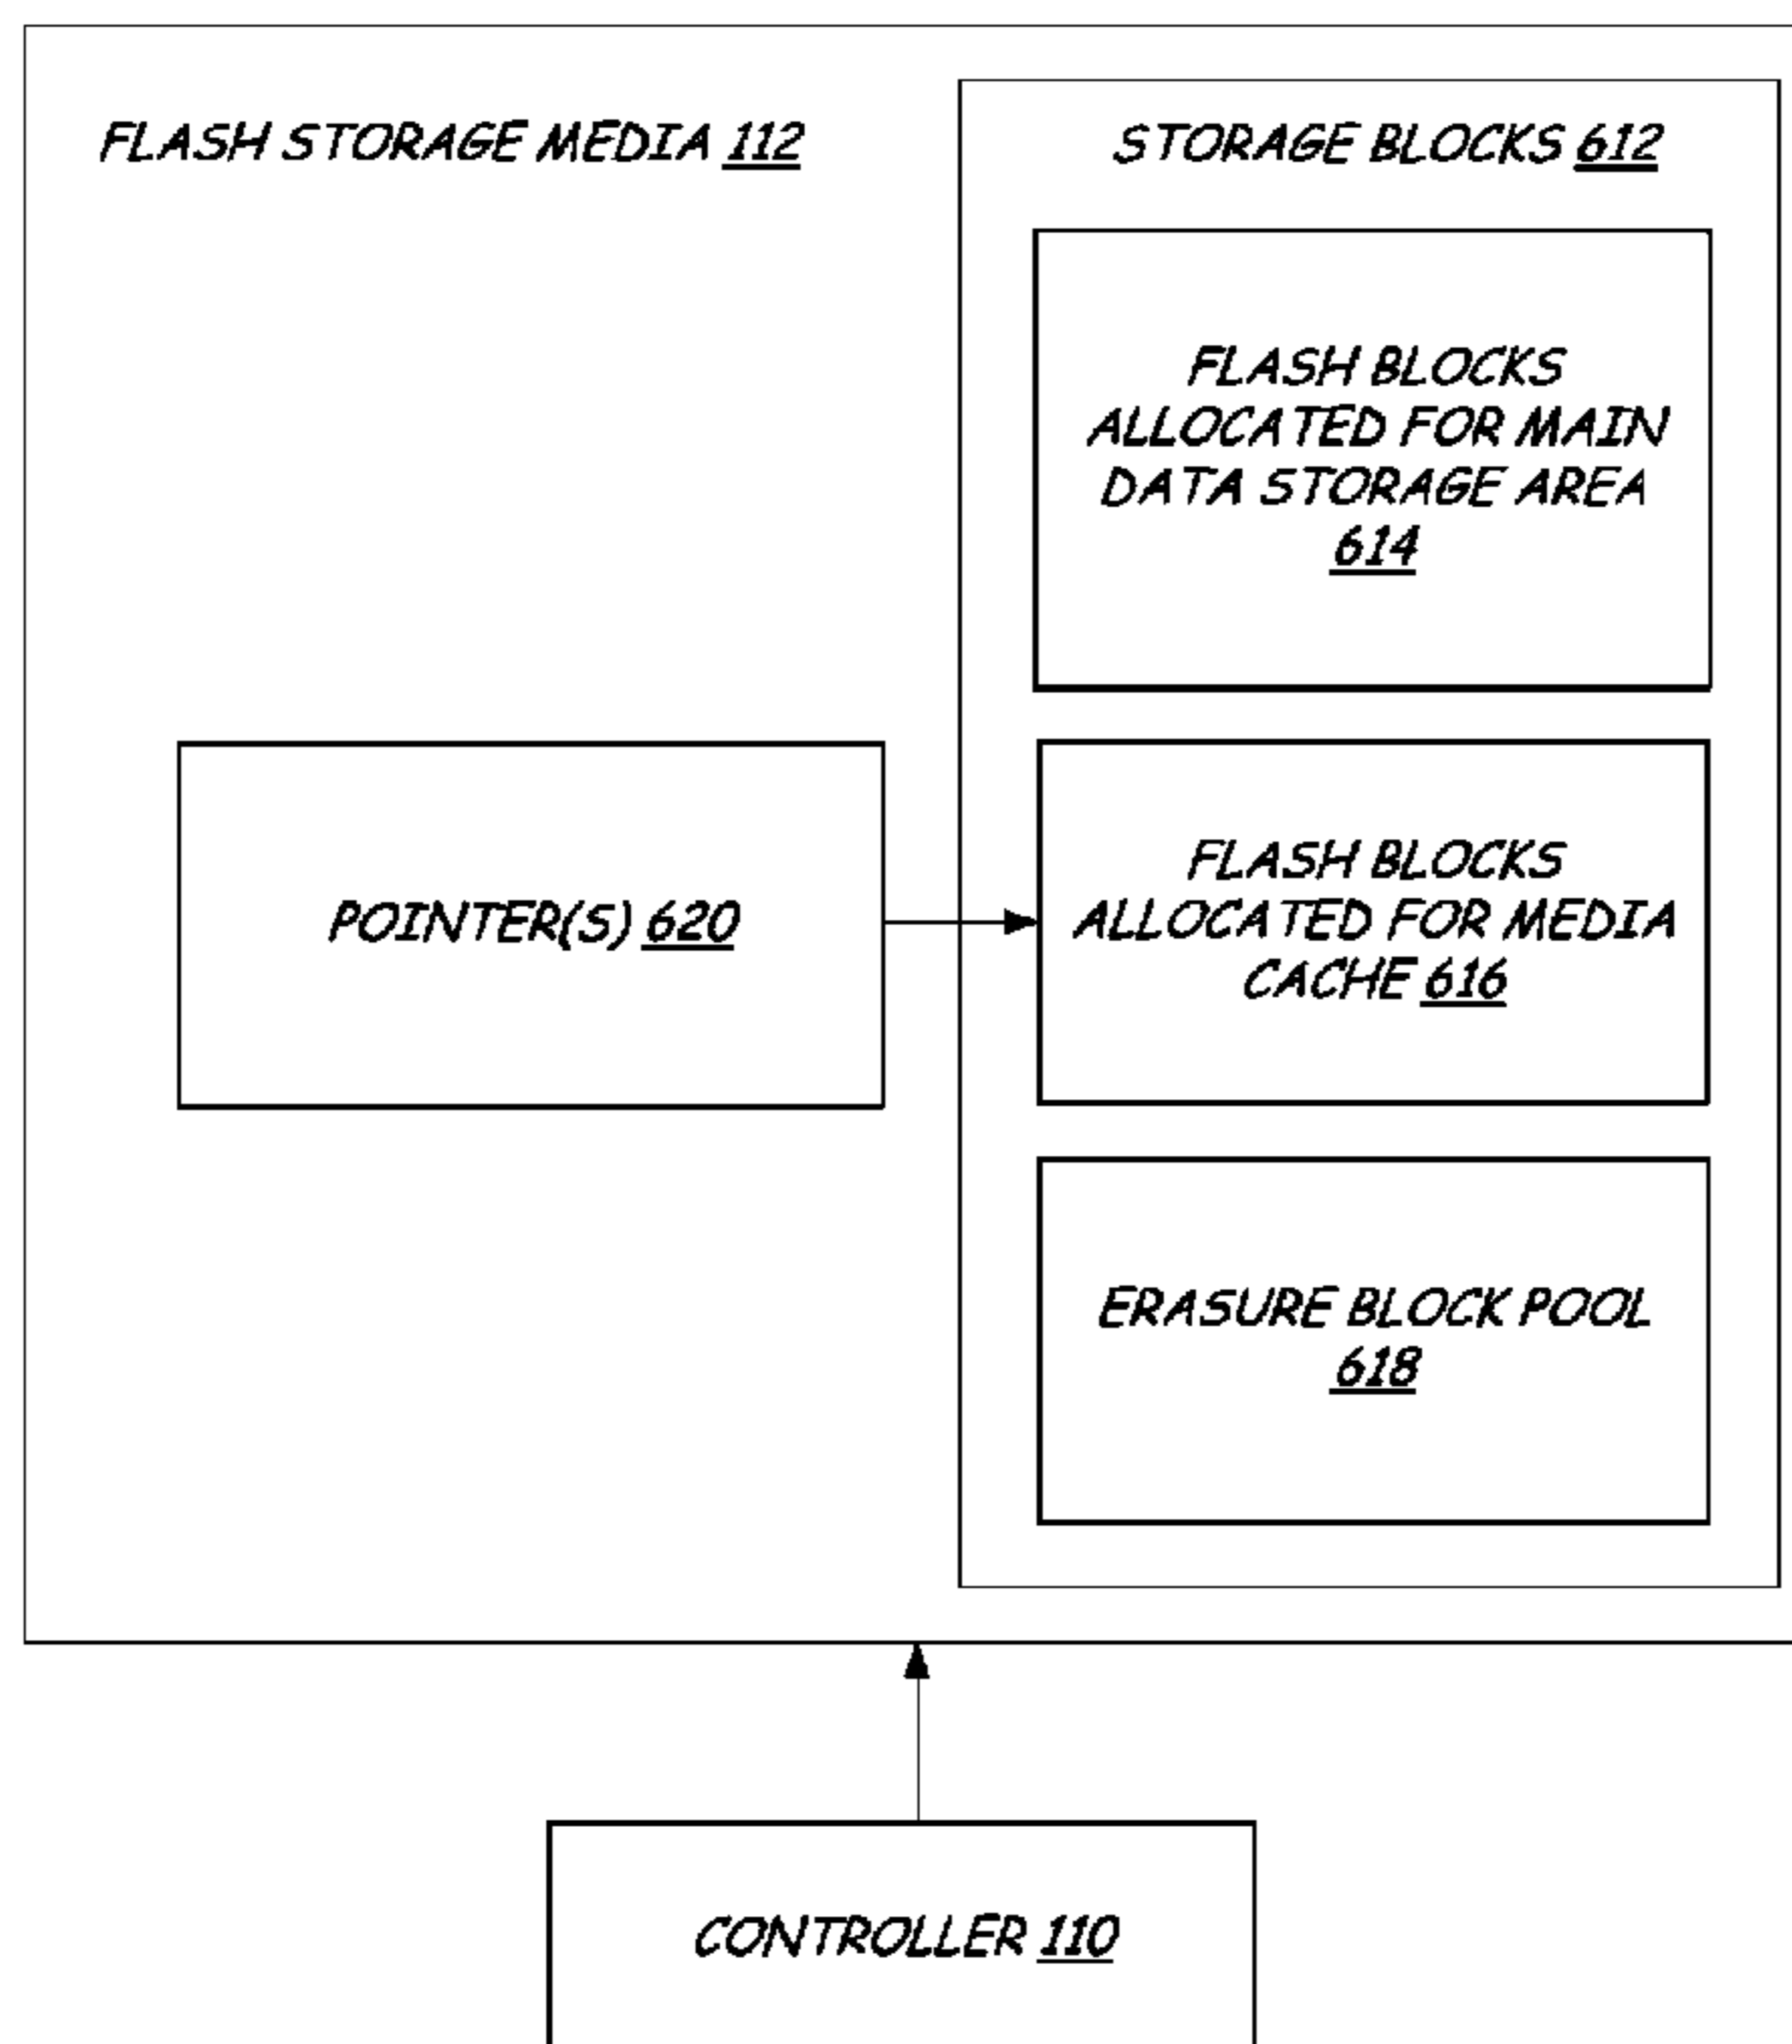 FLASH STORAGE MEDIA 112
STORAGE BLOCKS 612
FLASH BLOCKS
ALLOCATED FOR MAIN
DATA STORAGE AREA
614
POINTER(S) 620
FLASH BLOCKS
ALLOCATED FOR MEDIA
CACHE 616
ERASURE BLOCK POOL
618
CONTROLLER 110